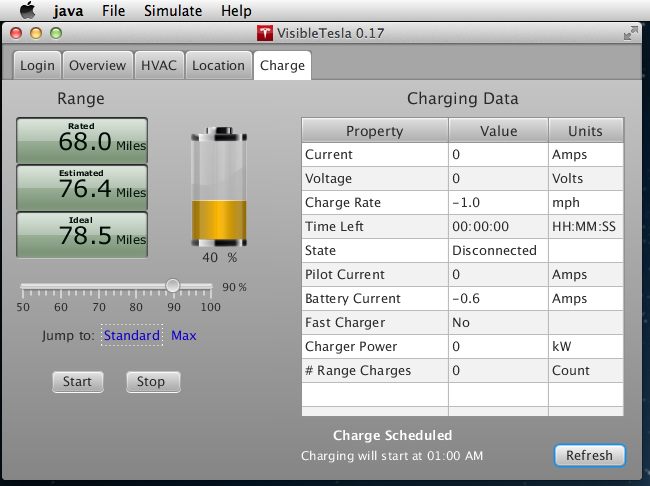 java File Simulate Help
VisibleTesla 0.17
Login Overview HVAC Location Charge
Range
Rated
68.0 Miles
Estimated
76.4 Miles
Ideal
78.5 Miles
40 %
90 %
50 60 70 80 90 100
Jump to: Standard Max
Start Stop
Charging Data
Property Value Units
Current 0 Amps
Voltage 0 Volts
Charge Rate -1.0 mph
Time Left 00:00:00 HH:MM:SS
State Disconnected
Pilot Current 0 Amps
Battery Current -0.6 Amps
Fast Charger No
Charger Power 0 kW
# Range Charges 0 Count
Charge Scheduled
Charging will start at 01:00 AM
Refresh